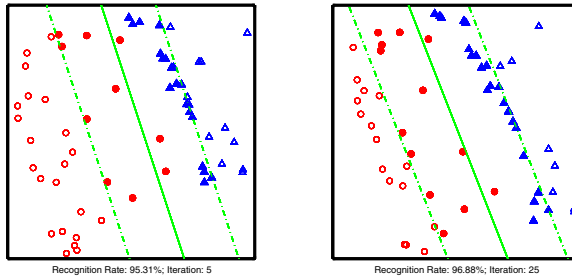 Recognition Rate: 95.31%; Iteration: 5
Recognition Rate: 96.88%; Iteration: 25